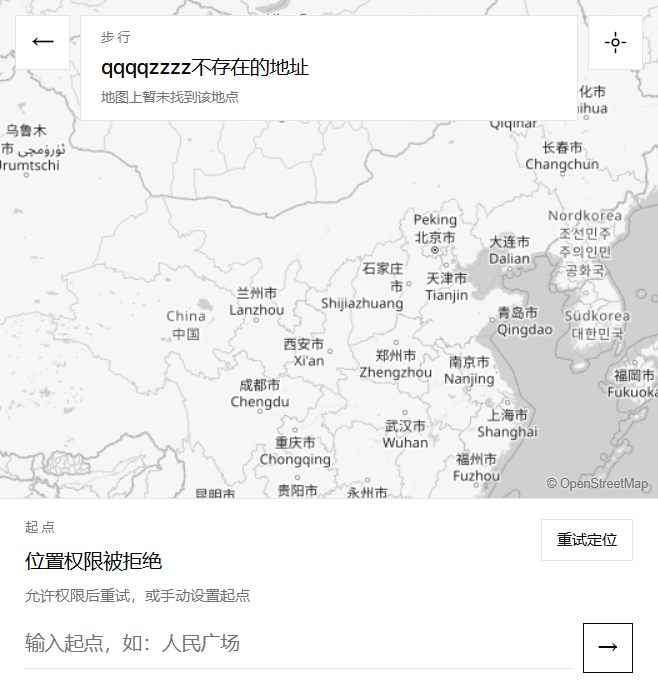 ←
步行
qqqqzzzz不存在的地址
地图上暂未找到该地点
乌鲁木
市 ئۈرۈمچى
Urumtschi
化市
Qiqihar
长春市
Changchun
Peking
北京市
大连市
Dalian
Nordkorea
조선민주
주의인민
공화국
石家庄
市
Shijiazhuang
天津市
Tianjin
China
中国
兰州市
Lanzhou
青岛市
Qingdao
Südkorea
대한민국
西安市
Xi'an
郑州市
Zhengzhou
南京市
Nanjing
福岡市
Fukuoka
成都市
Chengdu
上海市
Shanghai
武汉市
Wuhan
重庆市
Chongqing
福州市
Fuzhou
昆明市
贵阳市
永州市
© OpenStreetMap
起点
位置权限被拒绝
重试定位
允许权限后重试，或手动设置起点
输入起点，如：人民广场
→